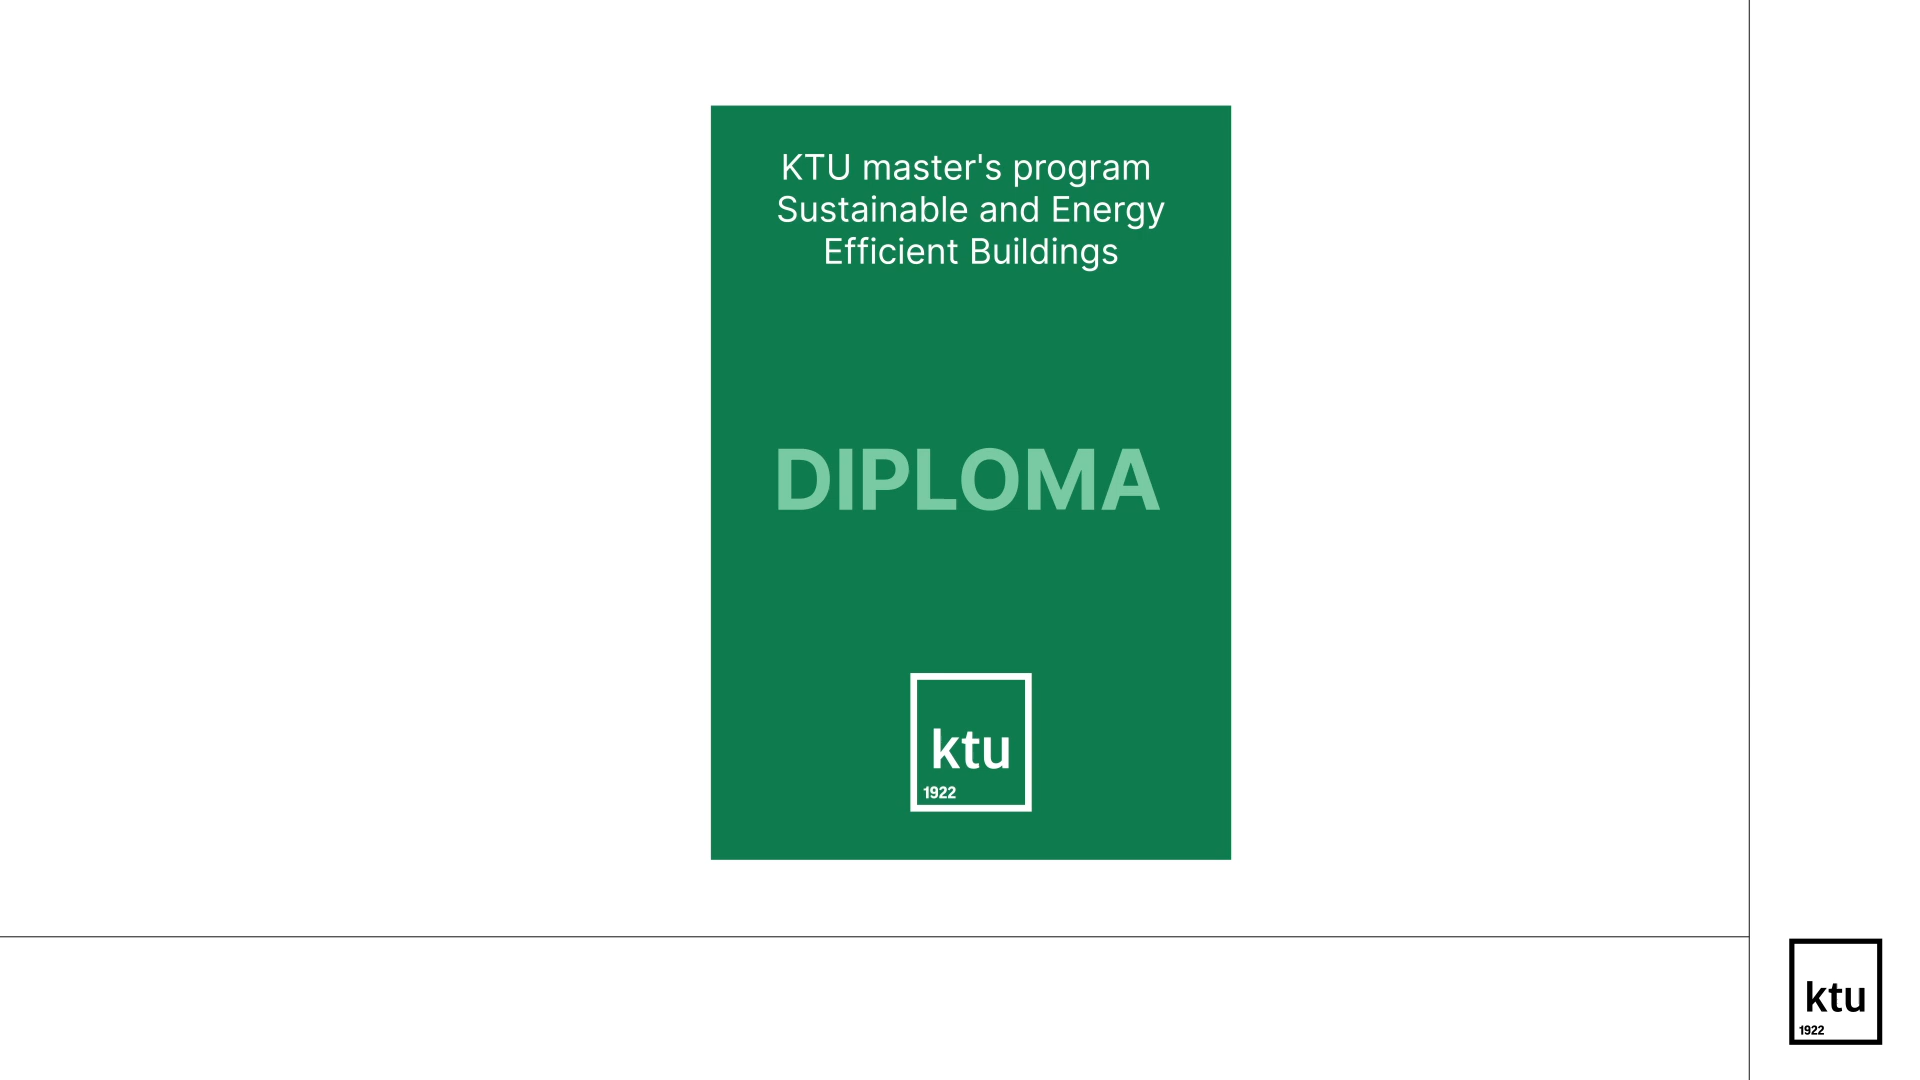 KTU master's program
Sustainable and Energy
Efficient Buildings
DIPLOMA
ktu
1922
ktu
1922